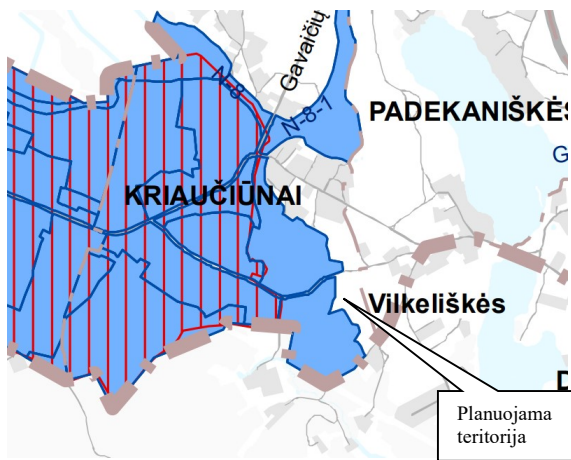 Gavaičių
N-8
N-8-1
PADEKANIŠKĖS
G
KRIAUČIŪNAI
Vilkeliškės
D
Planuojama
teritorija